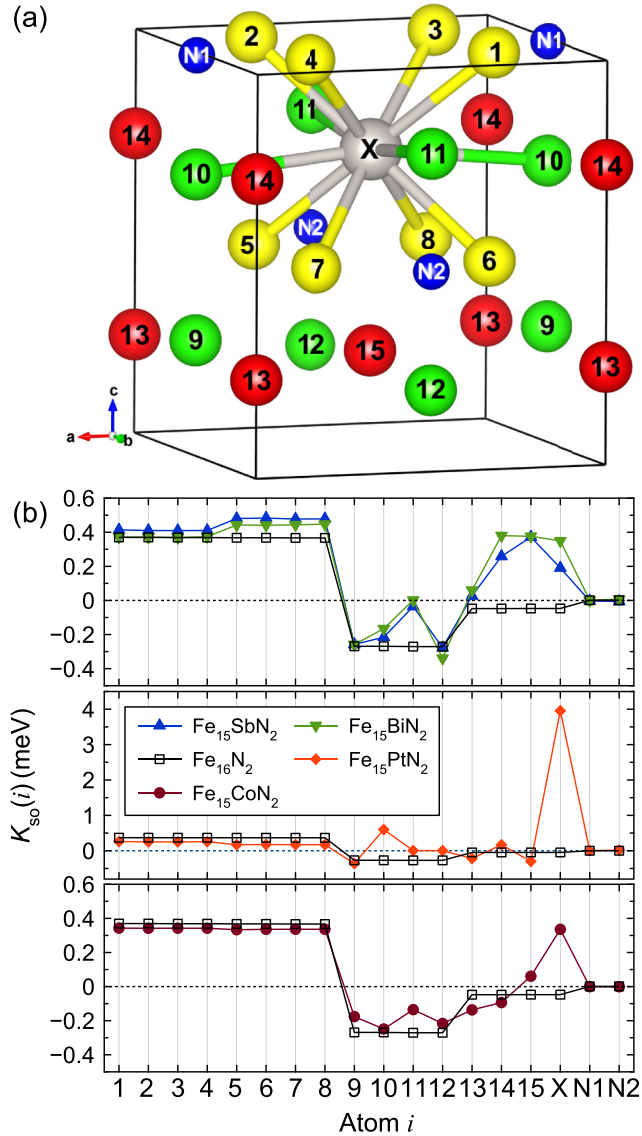 (a)
2 4 3 N1 1
N1
11 14
14 X 11
10 14 10 14
5 N2 8
7 N2 6
13 9 12 15 13 9
13 12 13
c
a b
(b)
0.6
0.4
0.2
0
−0.2
−0.4
4
3
2
1
0
Fe₁₅SbN₂ Fe₁₅BiN₂
Fe₁₆N₂ Fe₁₅PtN₂
Fe₁₅CoN₂
0.4
0.2
0
−0.2
−0.4
Kso(i) (meV)
1 2 3 4 5 6 7 8 9 10 11 12 13 14 15 X N1 N2
Atom i